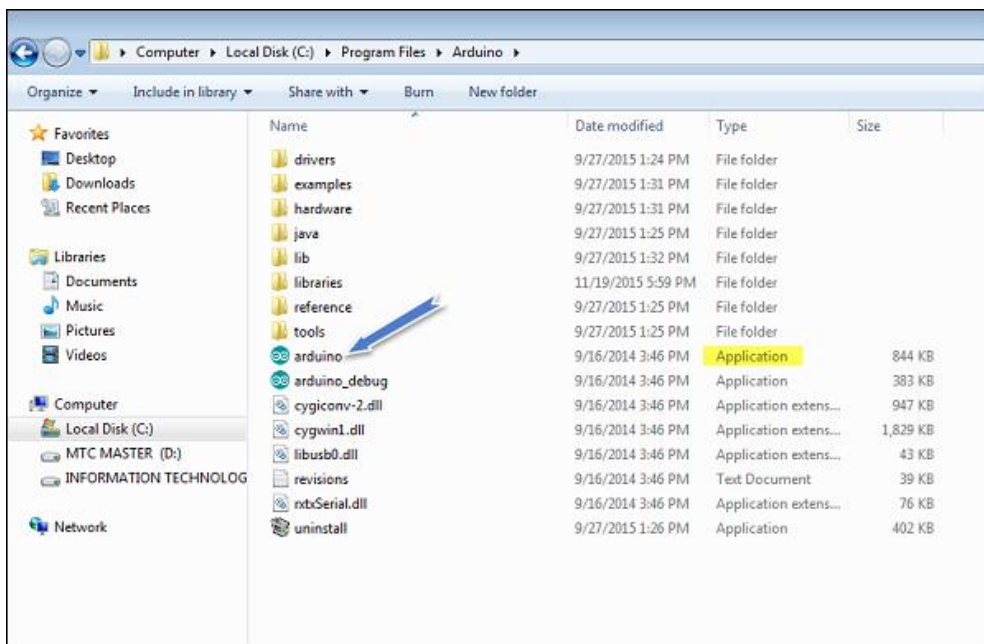 Computer Local Disk (C:) Program Files Arduino
Organize Include in library Share with Burn New folder
Favorites
Desktop
Downloads
Recent Places
Libraries
Documents
Music
Pictures
Videos
Computer
Local Disk (C:)
MTC MASTER (D:)
INFORMATION TECHNOLOG
Network
Name Date modified Type Size
drivers 9/27/2015 1:24 PM File folder
examples 9/27/2015 1:31 PM File folder
hardware 9/27/2015 1:31 PM File folder
java 9/27/2015 1:25 PM File folder
lib 9/27/2015 1:32 PM File folder
libraries 11/19/2015 5:59 PM File folder
reference 9/27/2015 1:25 PM File folder
tools 9/27/2015 1:25 PM File folder
arduino 9/16/2014 3:46 PM Application 844 KB
arduino_debug 9/16/2014 3:46 PM Application 383 KB
cygiconv-2.dll 9/16/2014 3:46 PM Application extens... 947 KB
cygwin1.dll 9/16/2014 3:46 PM Application extens... 1,829 KB
libusb0.dll 9/16/2014 3:46 PM Application extens... 43 KB
revisions 9/16/2014 3:46 PM Text Document 39 KB
rxtxSerial.dll 9/16/2014 3:46 PM Application extens... 76 KB
uninstall 9/27/2015 1:26 PM Application 402 KB